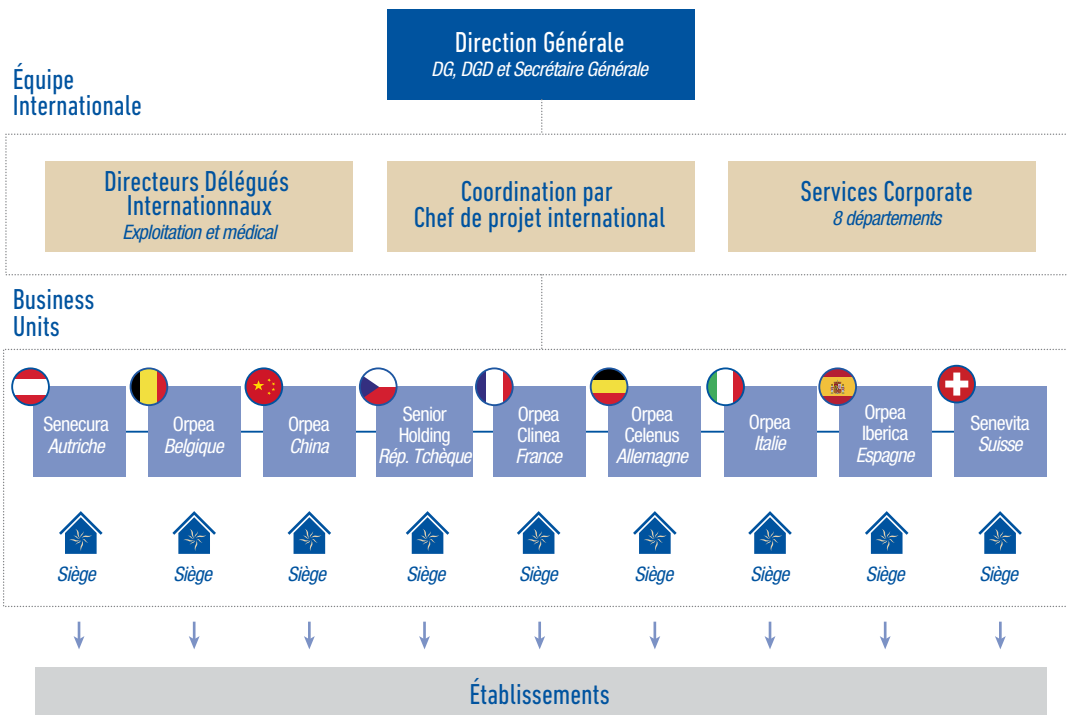 Direction Générale
DG, DGD et Secrétaire Générale
Équipe
Internationale
Directeurs Délégués
Internationnaux
Exploitation et médical
Coordination par
Chef de projet international
Services Corporate
8 départements
Business
Units
Senecura
Autriche
Orpea
Belgique
Orpea
China
Senior
Holding
Rép. Tchèque
Orpea
Clinea
France
Orpea
Celenus
Allemagne
Orpea
Italie
Orpea
Iberica
Espagne
Senevita
Suisse
Siège
Siège
Siège
Siège
Siège
Siège
Siège
Siège
Siège
Établissements